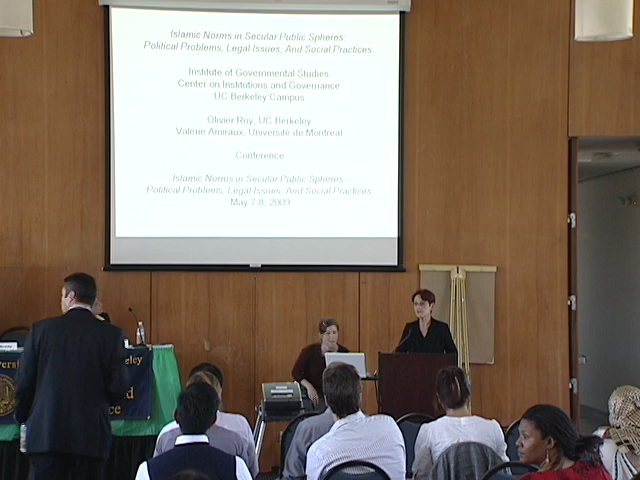 Islamic Norms in Secular Public Spheres:
Political Problems, Legal Issues, And Social Practices
Institute of Governmental Studies
Center on Institutions and Governance
UC Berkeley Campus
Olivier Roy, UC Berkeley
Valérie Amiraux, Université de Montreal
Conference
Islamic Norms in Secular Public Spheres:
Political Problems, Legal Issues, And Social Practices
May 7-8, 2009